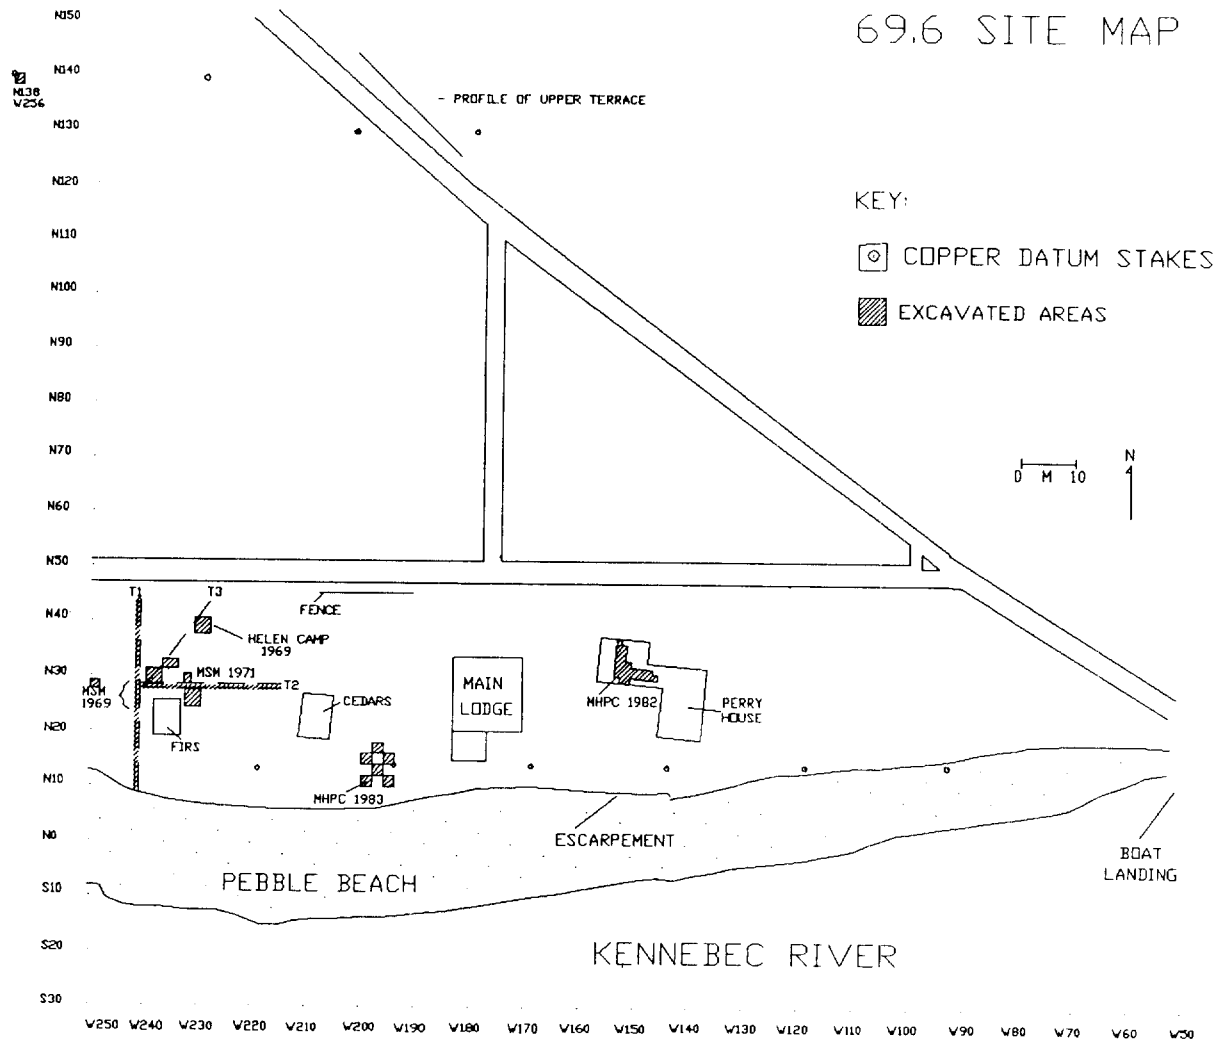 69.6 SITE MAP
N150
N140
N138
W256
- PROFILE OF UPPER TERRACE
N130
N120
KEY:
N110
COPPER DATUM STAKES
N100
EXCAVATED AREAS
N90
N80
N70
N
0 M 10
N60
N50
T1
T3
N40
FENCE
HELEN CAMP
1969
N30
MSM 1971
T2
MSM
1969
MAIN
LODGE
CEDARS
MHPC 1982
PERRY
HOUSE
N20
FIRS
N10
MHPC 1983
N0
ESCARPEMENT
BOAT
LANDING
S10
PEBBLE BEACH
S20
KENNEBEC RIVER
S30
W250 W240 W230 W220 W210 W200 W190 W180 W170 W160 W150 W140 W130 W120 W110 W100 W90 W80 W70 W60 W50